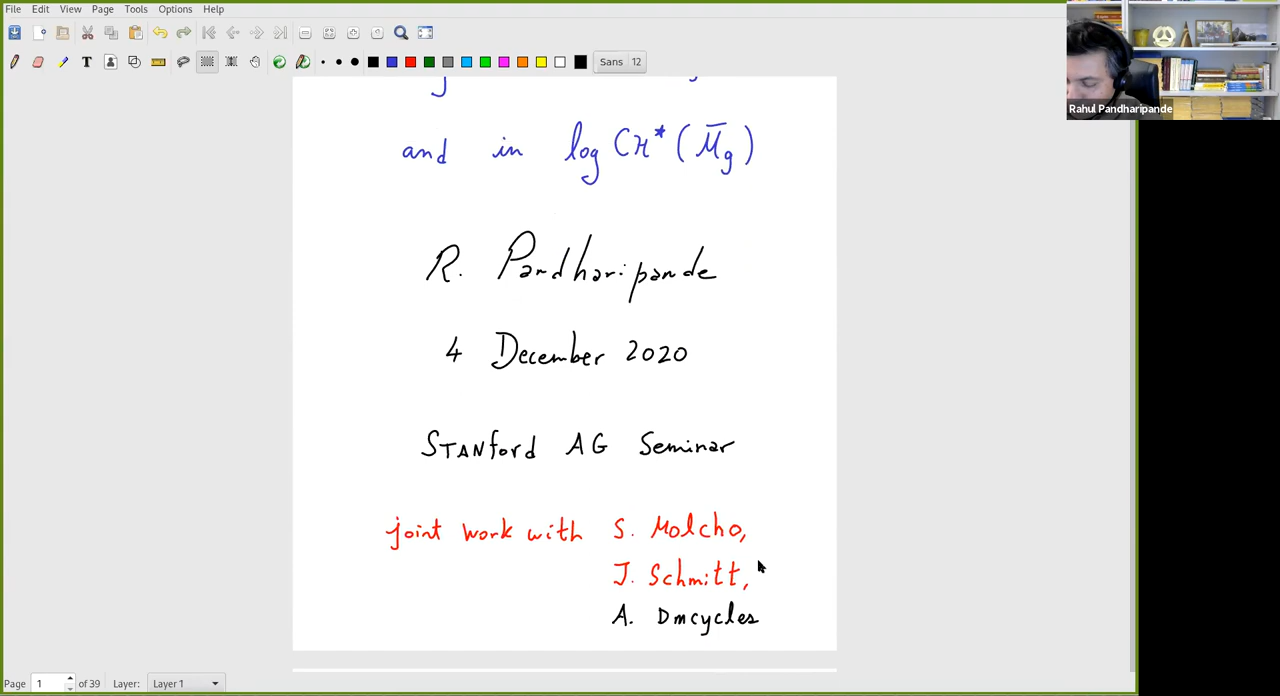 File Edit View Page Tools Options Help
Sans 12
Rahul Pandharipande
and in log CH* (M̅g)
R. Pandharipande
4 December 2020
STANford AG Seminar
joint work with S. Molcho,
J. Schmitt,
A. Dmcycles
Page 1 of 39 Layer: Layer 1